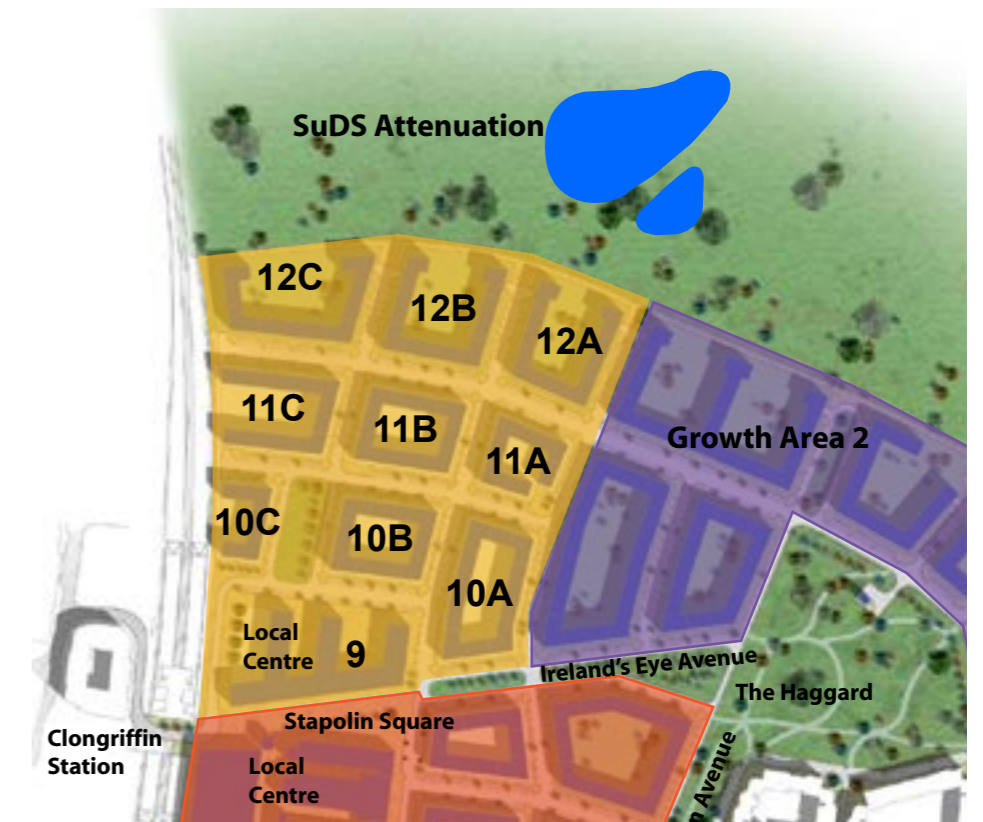 SuDS Attenuation
12C
12B
12A
11C
11B
11A
Growth Area 2
10C
10B
10A
Local
Centre
9
Ireland's Eye Avenue
The Haggard
Stapolin Square
Clongriffin
Station
Local
Centre
Avenue